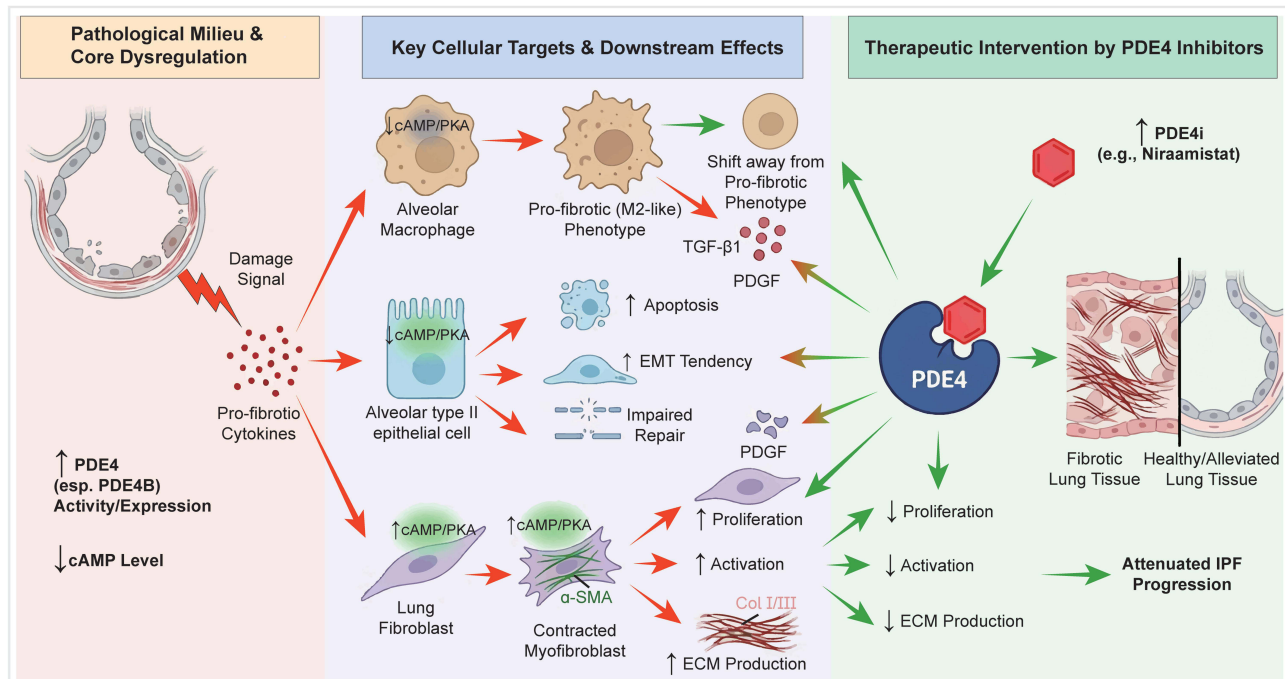 Pathological Milieu &
Core Dysregulation
Key Cellular Targets & Downstream Effects
Therapeutic Intervention by PDE4 Inhibitors
Damage
Signal
Pro-fibrotio
Cytokines
↑ PDE4
(esp. PDE4B)
Activity/Expression
↓cAMP Level
↓cAMP/PKA
Alveolar
Macrophage
Pro-fibrotic (M2-like)
Phenotype
Shift away from
Pro-fibrotic
Phenotype
TGF-β1
PDGF
↓cAMP/PKA
Alveolar type II
epithelial cell
↑ Apoptosis
↑ EMT Tendency
Impaired
Repair
PDGF
↑cAMP/PKA
Lung
Fibroblast
↑cAMP/PKA
α-SMA
Contracted
Myofibroblast
↑ Proliferation
↑ Activation
Col I/III
↑ ECM Production
↑ PDE4i
(e.g., Niraamistat)
PDE4
Fibrotic
Lung Tissue
Healthy/Alleviated
Lung Tissue
↓ Proliferation
↓ Activation
↓ ECM Production
Attenuated IPF
Progression